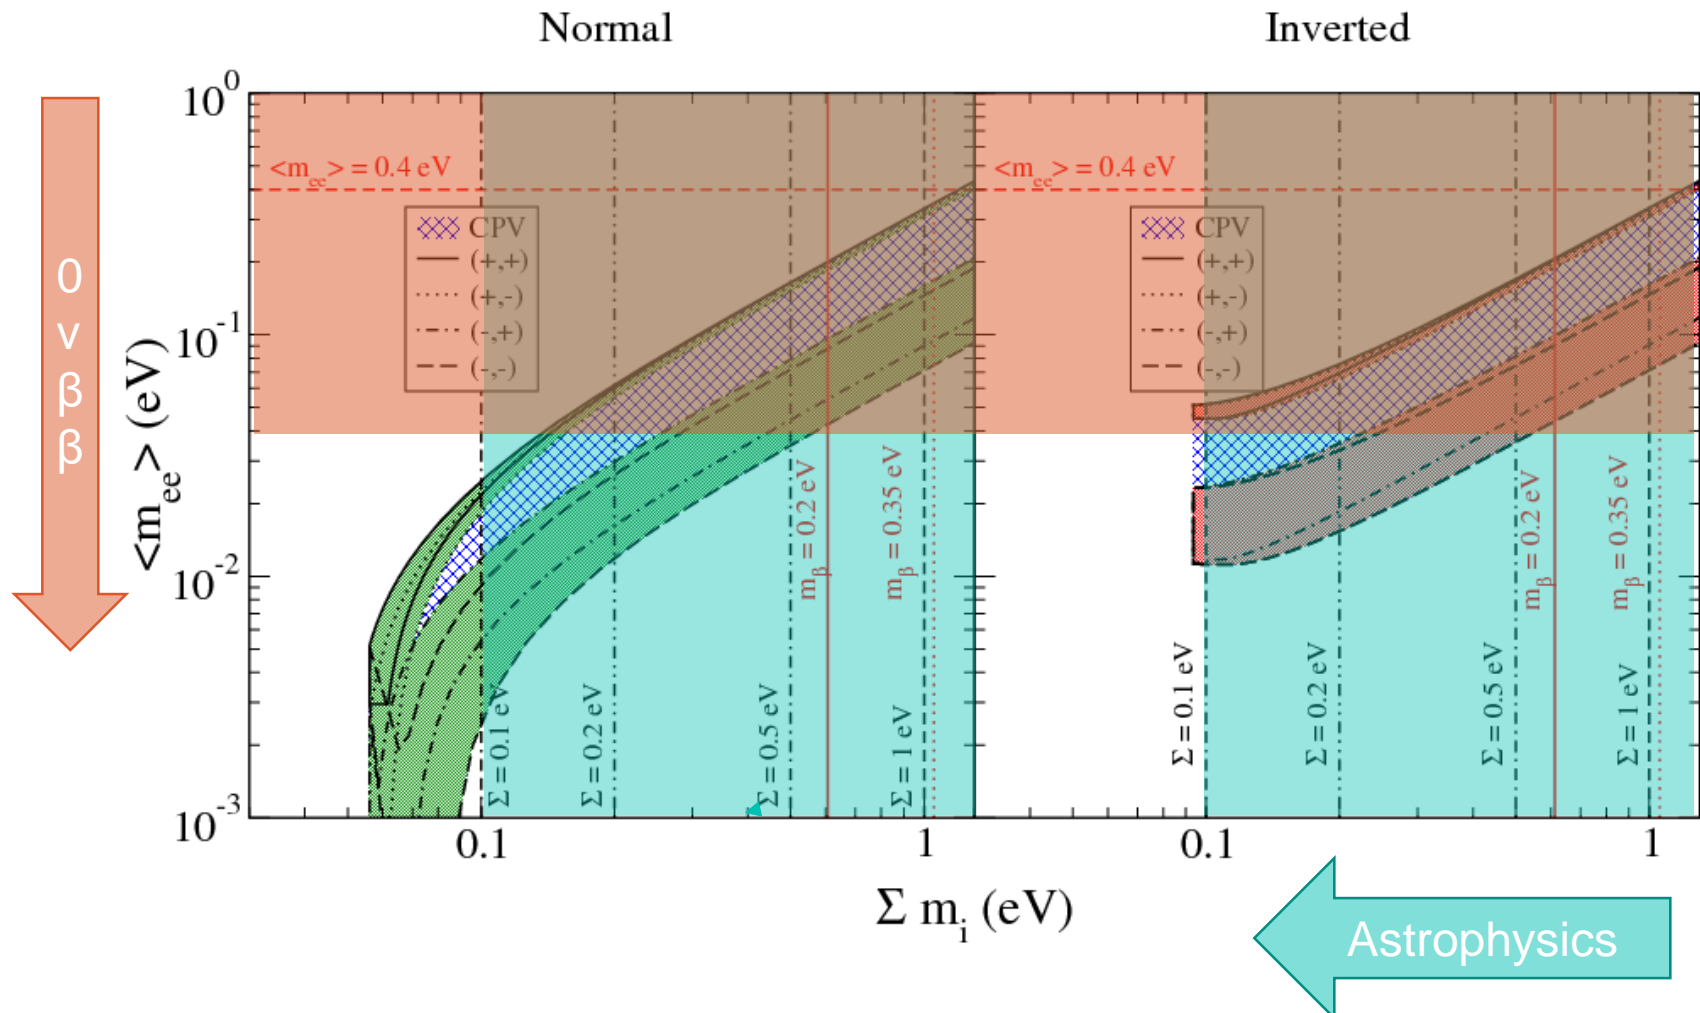 Normal
Inverted
0
ν
β
β
<m_ee> (eV)
10^0
10^-1
10^-2
10^-3
<m_ee> = 0.4 eV
CPV
(+,+)
(+,-)
(-,+)
(-,-)
m_β = 0.2 eV
m_β = 0.35 eV
Σ = 0.1 eV
Σ = 0.2 eV
Σ = 0.5 eV
Σ = 1 eV
0.1
1
<m_ee> = 0.4 eV
CPV
(+,+)
(+,-)
(-,+)
(-,-)
m_β = 0.2 eV
m_β = 0.35 eV
Σ = 0.1 eV
Σ = 0.2 eV
Σ = 0.5 eV
Σ = 1 eV
0.1
1
Σ m_i (eV)
Astrophysics